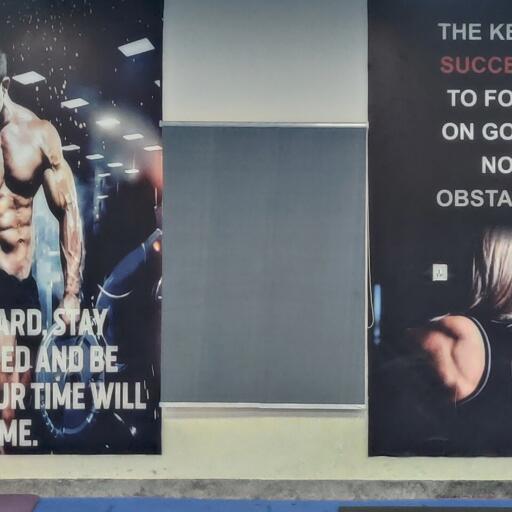 ARD, STAY
ED AND BE
UR TIME WILL
ME.
THE KE
SUCCE
TO FO
ON GO
NO
OBSTA